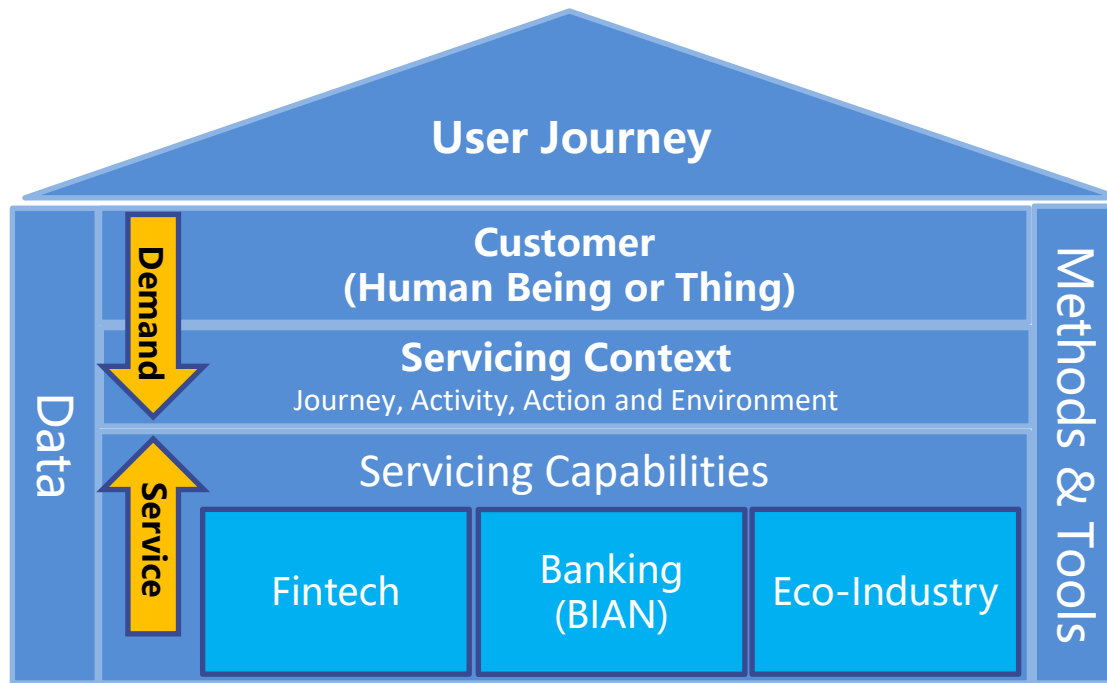 User Journey
Data
Demand
Customer
(Human Being or Thing)
Servicing Context
Journey, Activity, Action and Environment
Service
Servicing Capabilities
Fintech
Banking
(BIAN)
Eco-Industry
Methods & Tools